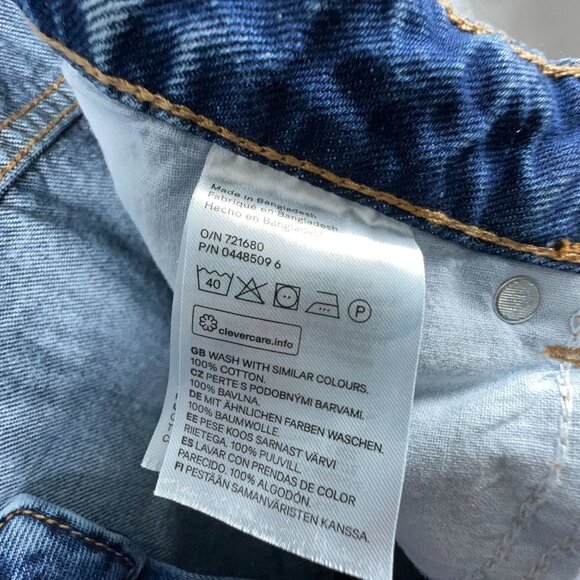 Made in Bangladesh
Fabriqué en Bangladesh
Hecho en Bangladesh
O/N 721680
P/N 0448509 6
40 P
clevercare.info
GB WASH WITH SIMILAR COLOURS.
100% COTTON.
CZ PERTE S PODOBNÝMI BARVAMI.
100% BAVLNA.
DE MIT ÄHNLICHEN FARBEN WASCHEN.
100% BAUMWOLLE
EE PESE KOOS SARNAST VÄRVI
RIIETEGA. 100% PUUVILL.
ES LAVAR CON PRENDAS DE COLOR
PARECIDO. 100% ALGODÓN.
FI PESTÄÄN SAMANVÄRISTEN KANSSA.